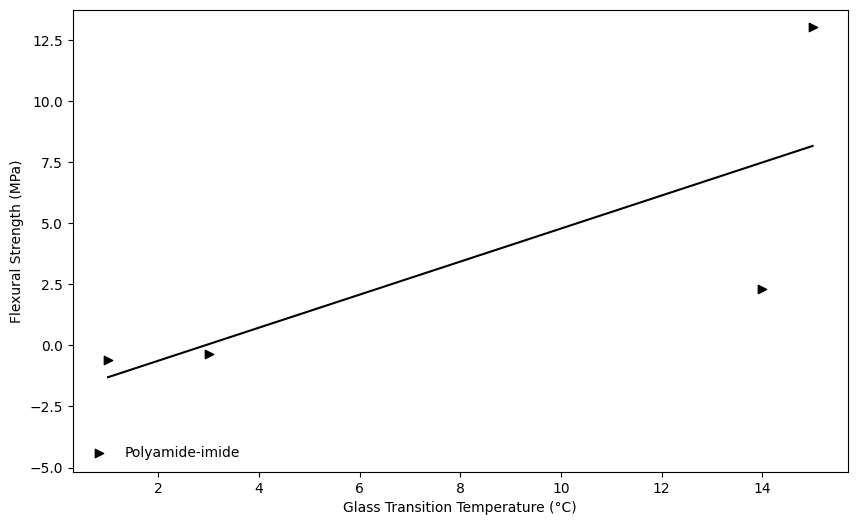 12.5
10.0
7.5
5.0
2.5
0.0
−2.5
−5.0
Flexural Strength (MPa)
Polyamide-imide
2 4 6 8 10 12 14
Glass Transition Temperature (°C)